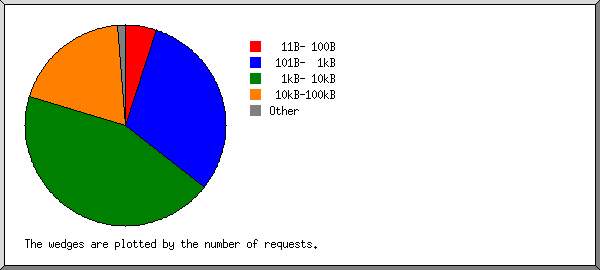 11B- 100B
101B- 1kB
1kB- 10kB
10kB-100kB
Other
The wedges are plotted by the number of requests.